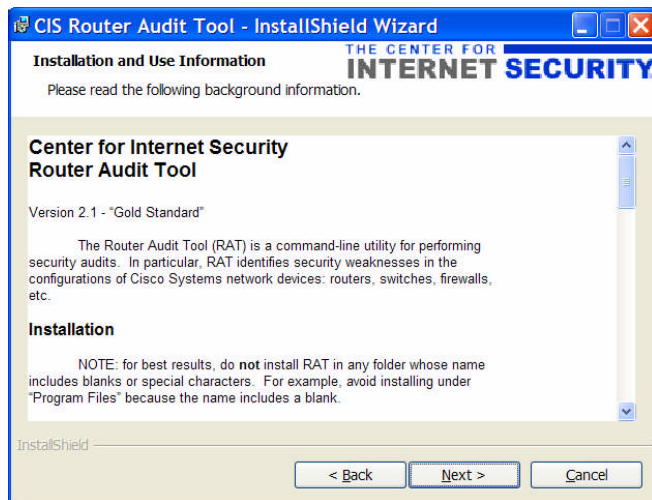 CIS Router Audit Tool - InstallShield Wizard
Installation and Use Information
Please read the following background information.
THE CENTER FOR
INTERNET SECURITY
Center for Internet Security
Router Audit Tool
Version 2.1 - “Gold Standard”
The Router Audit Tool (RAT) is a command-line utility for performing
security audits. In particular, RAT identifies security weaknesses in the
configurations of Cisco Systems network devices: routers, switches, firewalls,
etc.
Installation
NOTE: for best results, do not install RAT in any folder whose name
includes blanks or special characters. For example, avoid installing under
“Program Files” because the name includes a blank.
InstallShield
< Back
Next >
Cancel